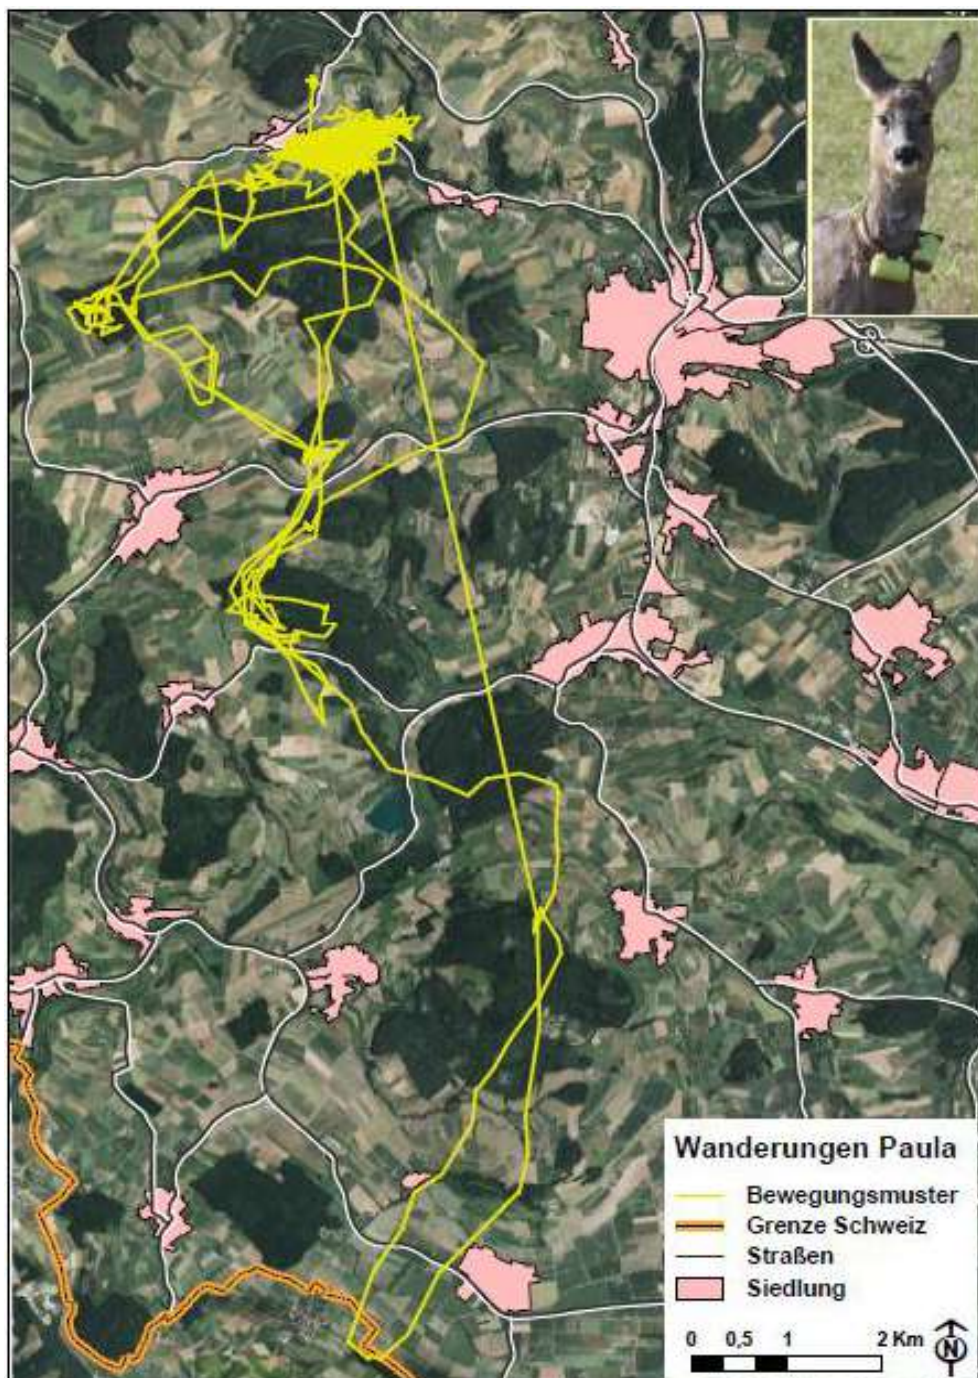 Wanderungen Paula
Bewegungsmuster
Grenze Schweiz
Straßen
Siedlung
0 0,5 1 2 Km
N